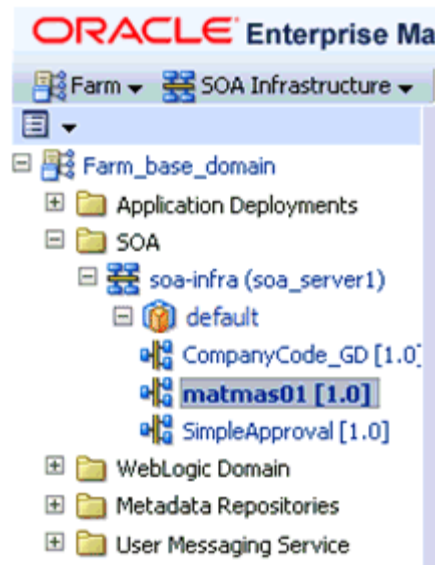 ORACLE Enterprise Ma
Farm SOA Infrastructure
Farm_base_domain
Application Deployments
SOA
soa-infra (soa_server1)
default
CompanyCode_GD [1.0]
matmas01 [1.0]
SimpleApproval [1.0]
WebLogic Domain
Metadata Repositories
User Messaging Service